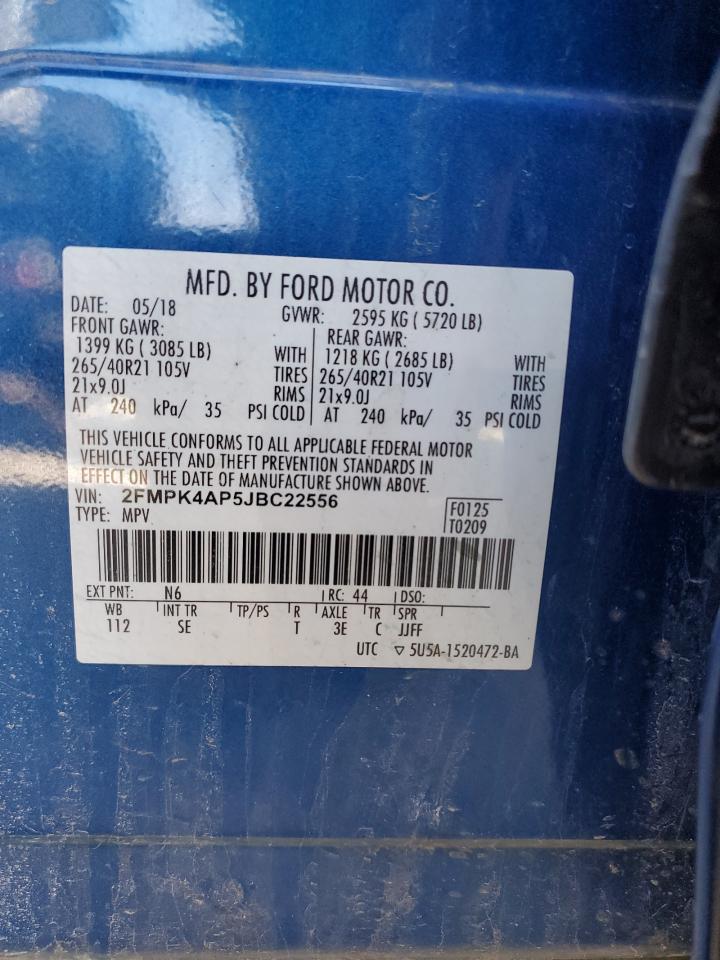 MFD. BY FORD MOTOR CO.
DATE: 05/18 GVWR: 2595 KG ( 5720 LB)
FRONT GAWR: REAR GAWR:
1399 KG ( 3085 LB) WITH 1218 KG ( 2685 LB) WITH
265/40R21 105V TIRES 265/40R21 105V TIRES
21x9.0J RIMS 21x9.0J RIMS
AT 240 kPa/ 35 PSI COLD AT 240 kPa/ 35 PSI COLD
THIS VEHICLE CONFORMS TO ALL APPLICABLE FEDERAL MOTOR
VEHICLE SAFETY AND THEFT PREVENTION STANDARDS IN
EFFECT ON THE DATE OF MANUFACTURE SHOWN ABOVE.
VIN: 2FMPK4AP5JBC22556 F0125
TYPE: MPV T0209
EXT PNT: N6 RC: 44 DSO:
WB INT TR TP/PS R AXLE TR SPR
112 SE T 3E C JJFF
UTC ▽ 5U5A-1520472-BA